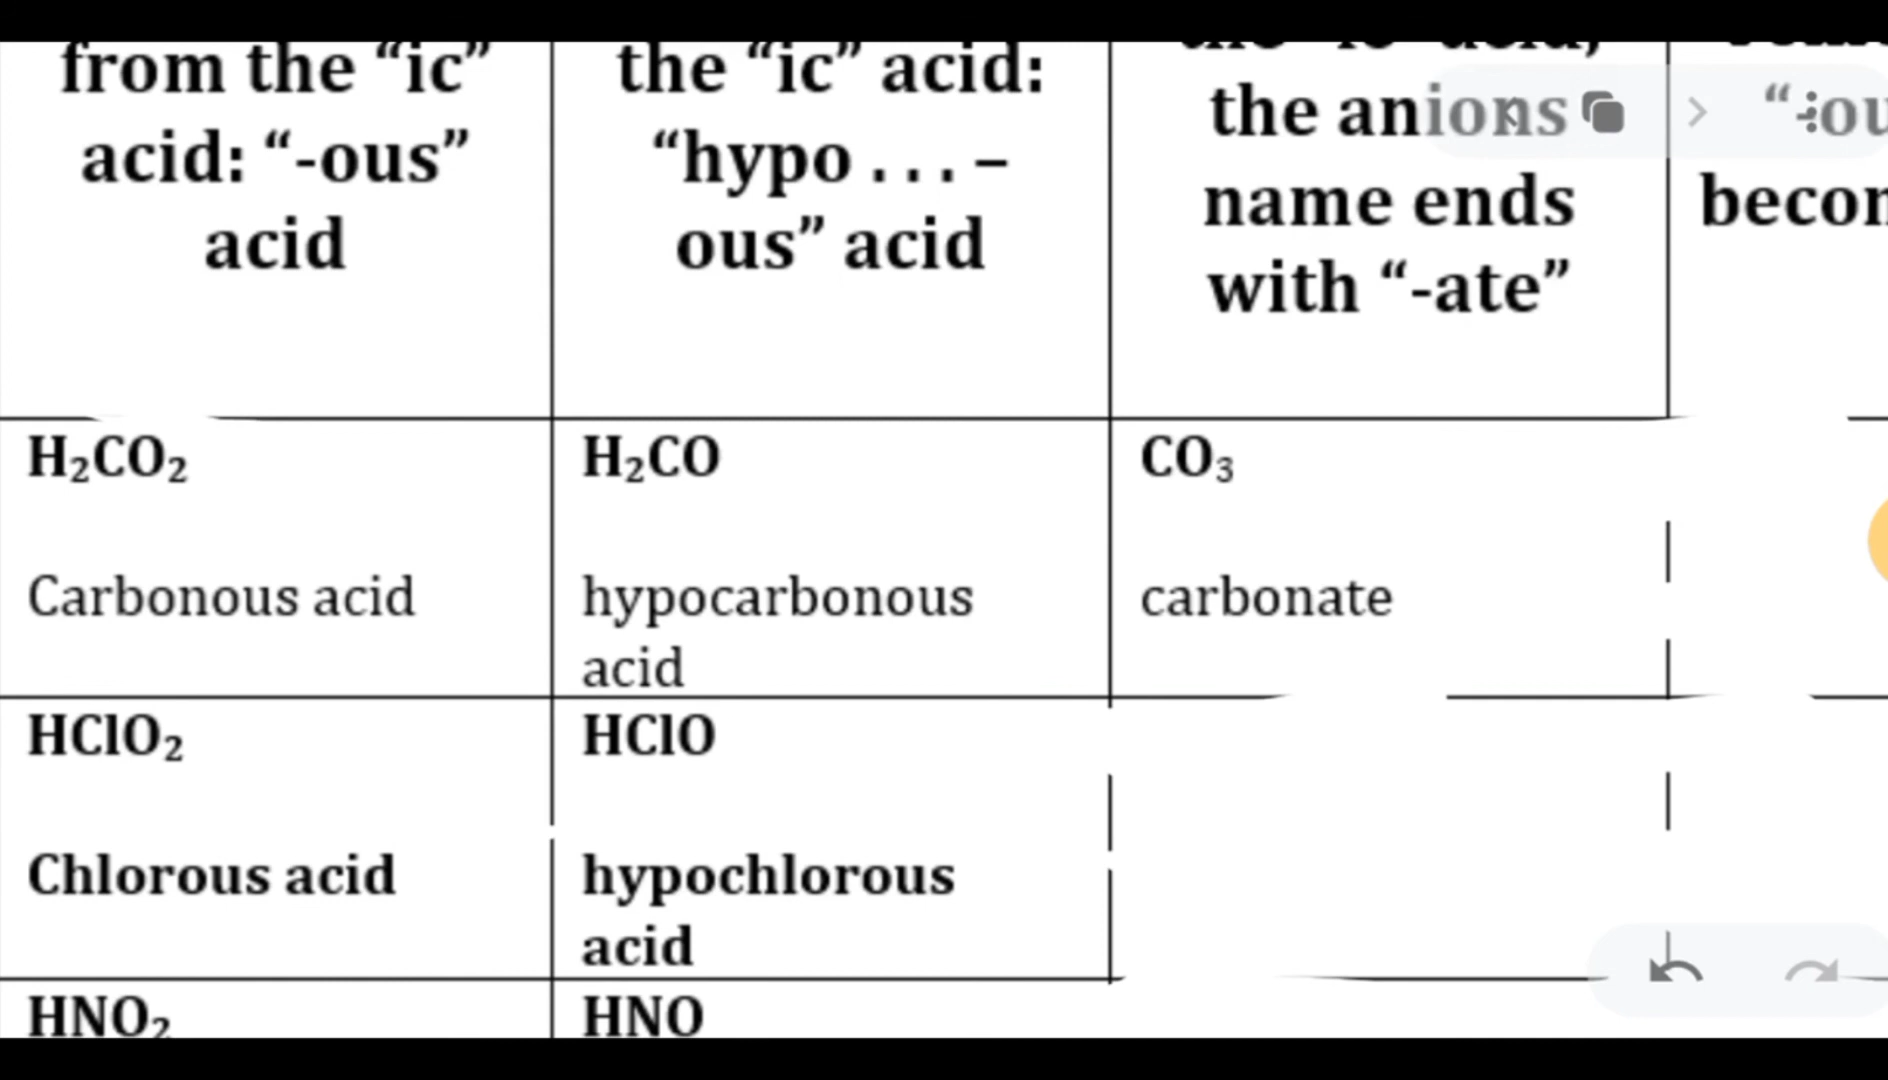 from the “ic”
acid: “-ous”
acid
the “ic” acid:
“hypo . . . –
ous” acid
the anions
name ends
with “-ate”
H₂CO₂
Carbonous acid
H₂CO
hypocarbonous
acid
CO₃
carbonate
HClO₂
Chlorous acid
HClO
hypochlorous
acid
HNO₂
HNO